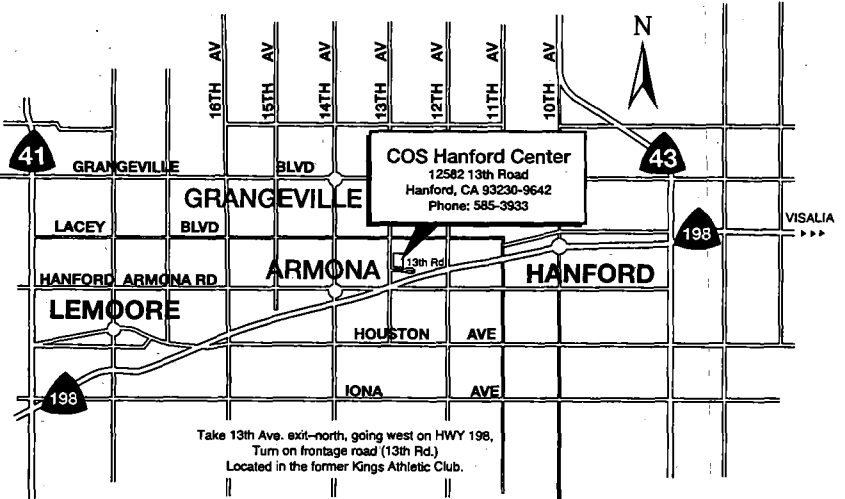 N
16TH AV
15TH AV
14TH AV
13TH AV
12TH AV
11TH AV
10TH AV
41
43
COS Hanford Center
12582 13th Road
Hanford, CA 93230-9642
Phone: 585-3933
GRANGEVILLE BLVD
GRANGEVILLE
LACEY BLVD
198
VISALIA
13th Rd
ARMONA
HANFORD
HANFORD ARMONA RD
LEMOORE
HOUSTON AVE
IONA AVE
198
Take 13th Ave. exit–north, going west on HWY 198,
Turn on frontage road (13th Rd.)
Located in the former Kings Athletic Club.